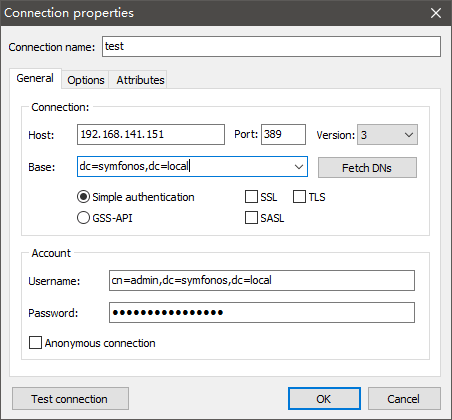 Connection properties
Connection name: test
General Options Attributes
Connection:
Host: 192.168.141.151 Port: 389 Version: 3
Base: dc=symfonos,dc=local Fetch DNs
Simple authentication SSL TLS
GSS-API SASL
Account
Username: cn=admin,dc=symfonos,dc=local
Password: ●●●●●●●●●●●●●●●●
Anonymous connection
Test connection OK Cancel